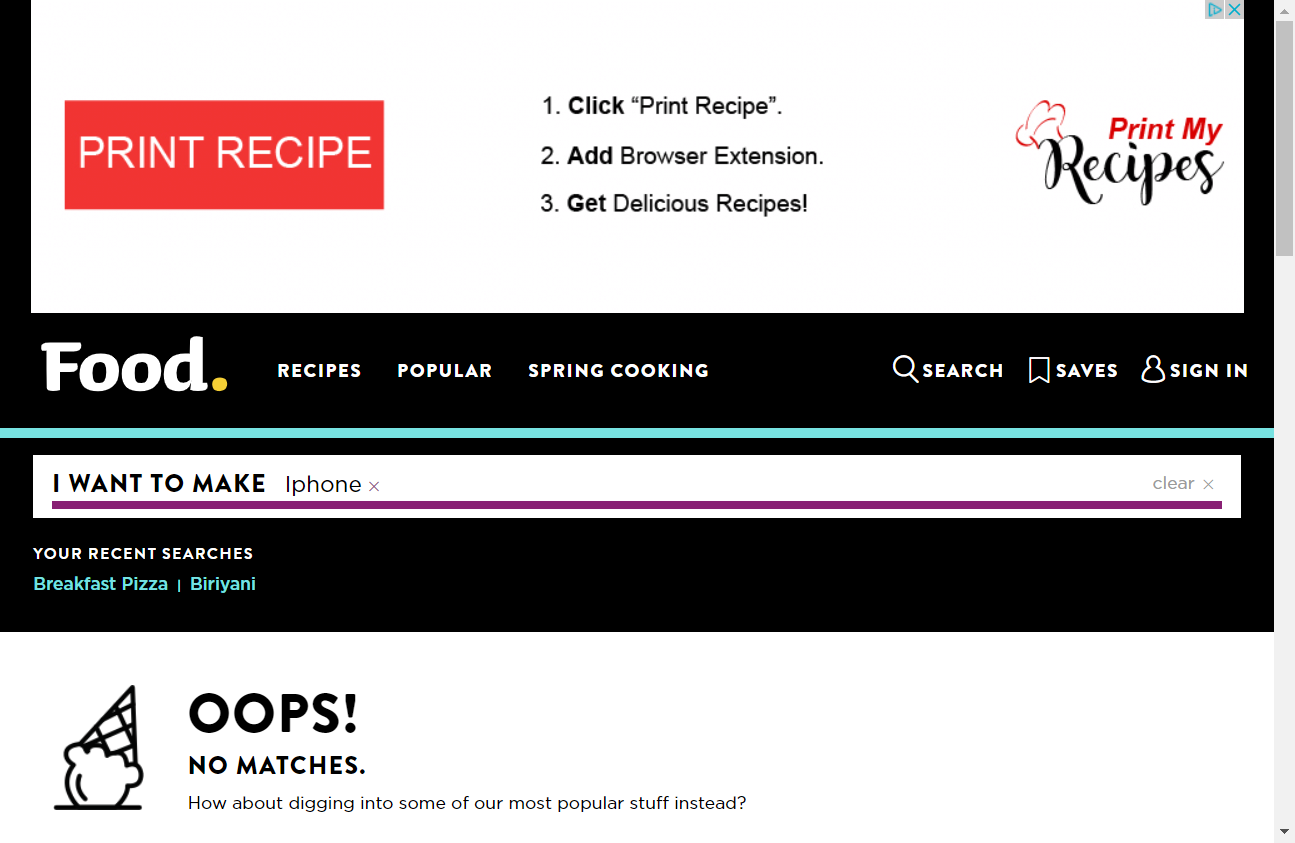 PRINT RECIPE
1. Click “Print Recipe”.
2. Add Browser Extension.
3. Get Delicious Recipes!
Print My
Recipes
Food.
RECIPES
POPULAR
SPRING COOKING
SEARCH
SAVES
SIGN IN
I WANT TO MAKE Iphone ×
clear ×
YOUR RECENT SEARCHES
Breakfast Pizza | Biriyani
OOPS!
NO MATCHES.
How about digging into some of our most popular stuff instead?